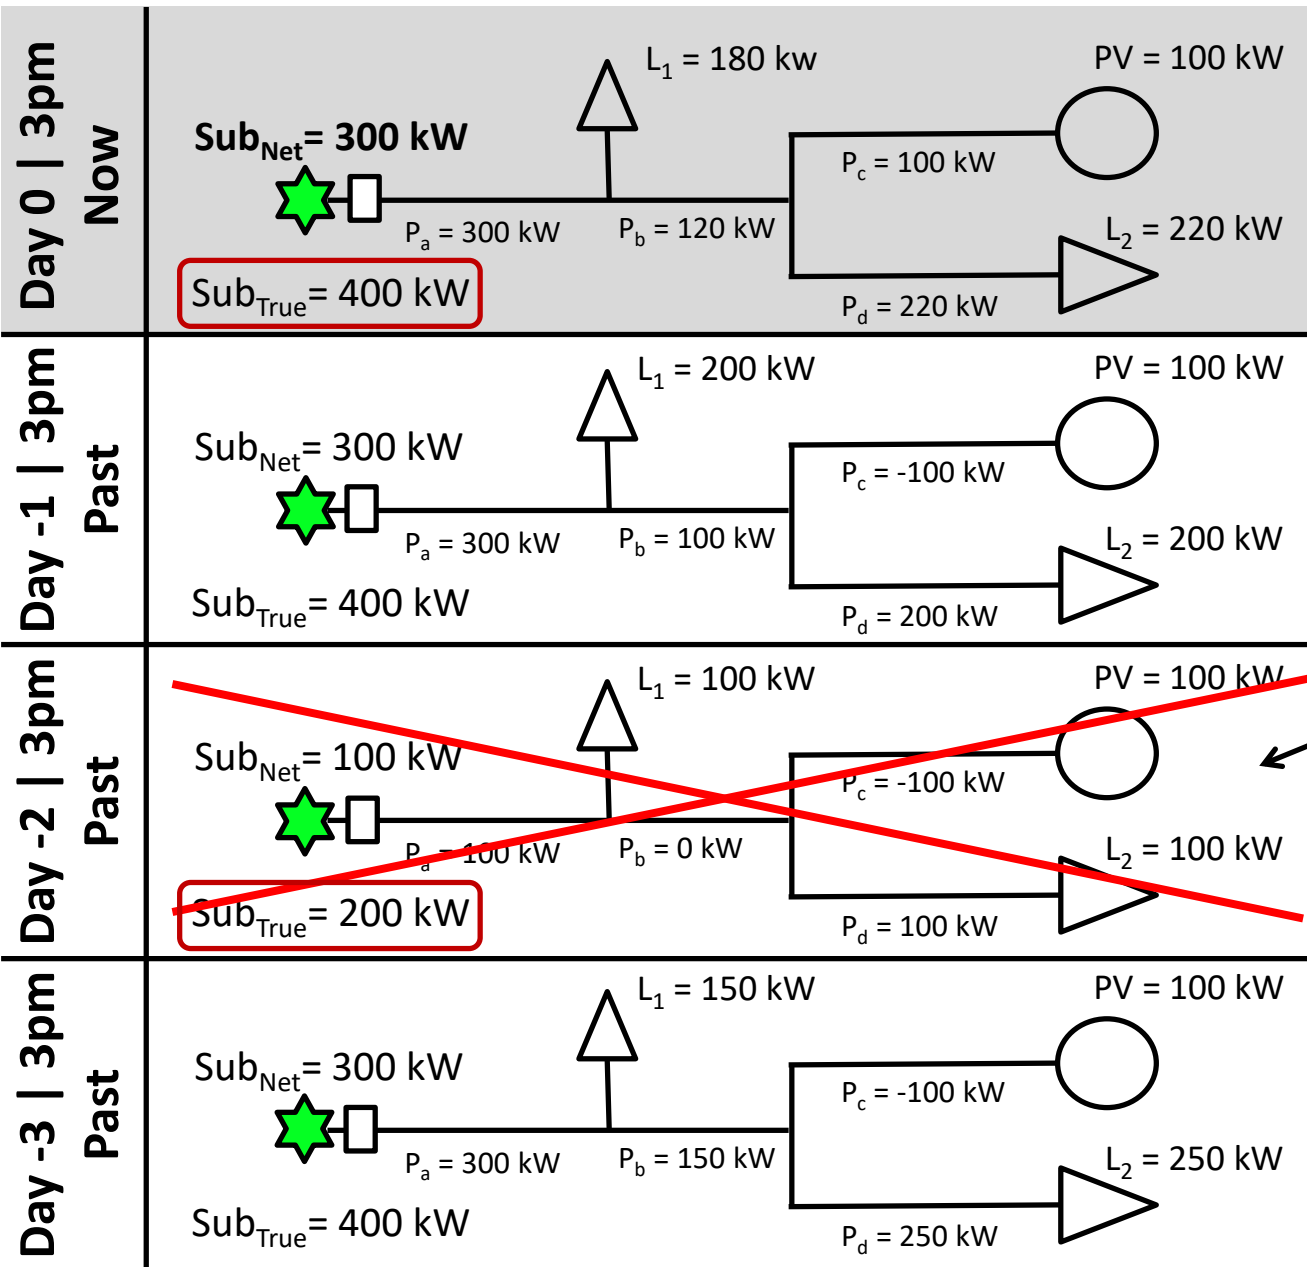 Day 0 | 3pm
Now
L1 = 180 kw
PV = 100 kW
SubNet= 300 kW
Pc = 100 kW
Pa = 300 kW
Pb = 120 kW
L2 = 220 kW
SubTrue= 400 kW
Pd = 220 kW
Day -1 | 3pm
Past
L1 = 200 kW
PV = 100 kW
SubNet= 300 kW
Pc = -100 kW
Pa = 300 kW
Pb = 100 kW
L2 = 200 kW
SubTrue= 400 kW
Pd = 200 kW
Day -2 | 3pm
Past
L1 = 100 kW
PV = 100 kW
SubNet= 100 kW
Pc = -100 kW
Pa = 100 kW
Pb = 0 kW
L2 = 100 kW
SubTrue= 200 kW
Pd = 100 kW
Day -3 | 3pm
Past
L1 = 150 kW
PV = 100 kW
SubNet= 300 kW
Pc = -100 kW
Pa = 300 kW
Pb = 150 kW
L2 = 250 kW
SubTrue= 400 kW
Pd = 250 kW